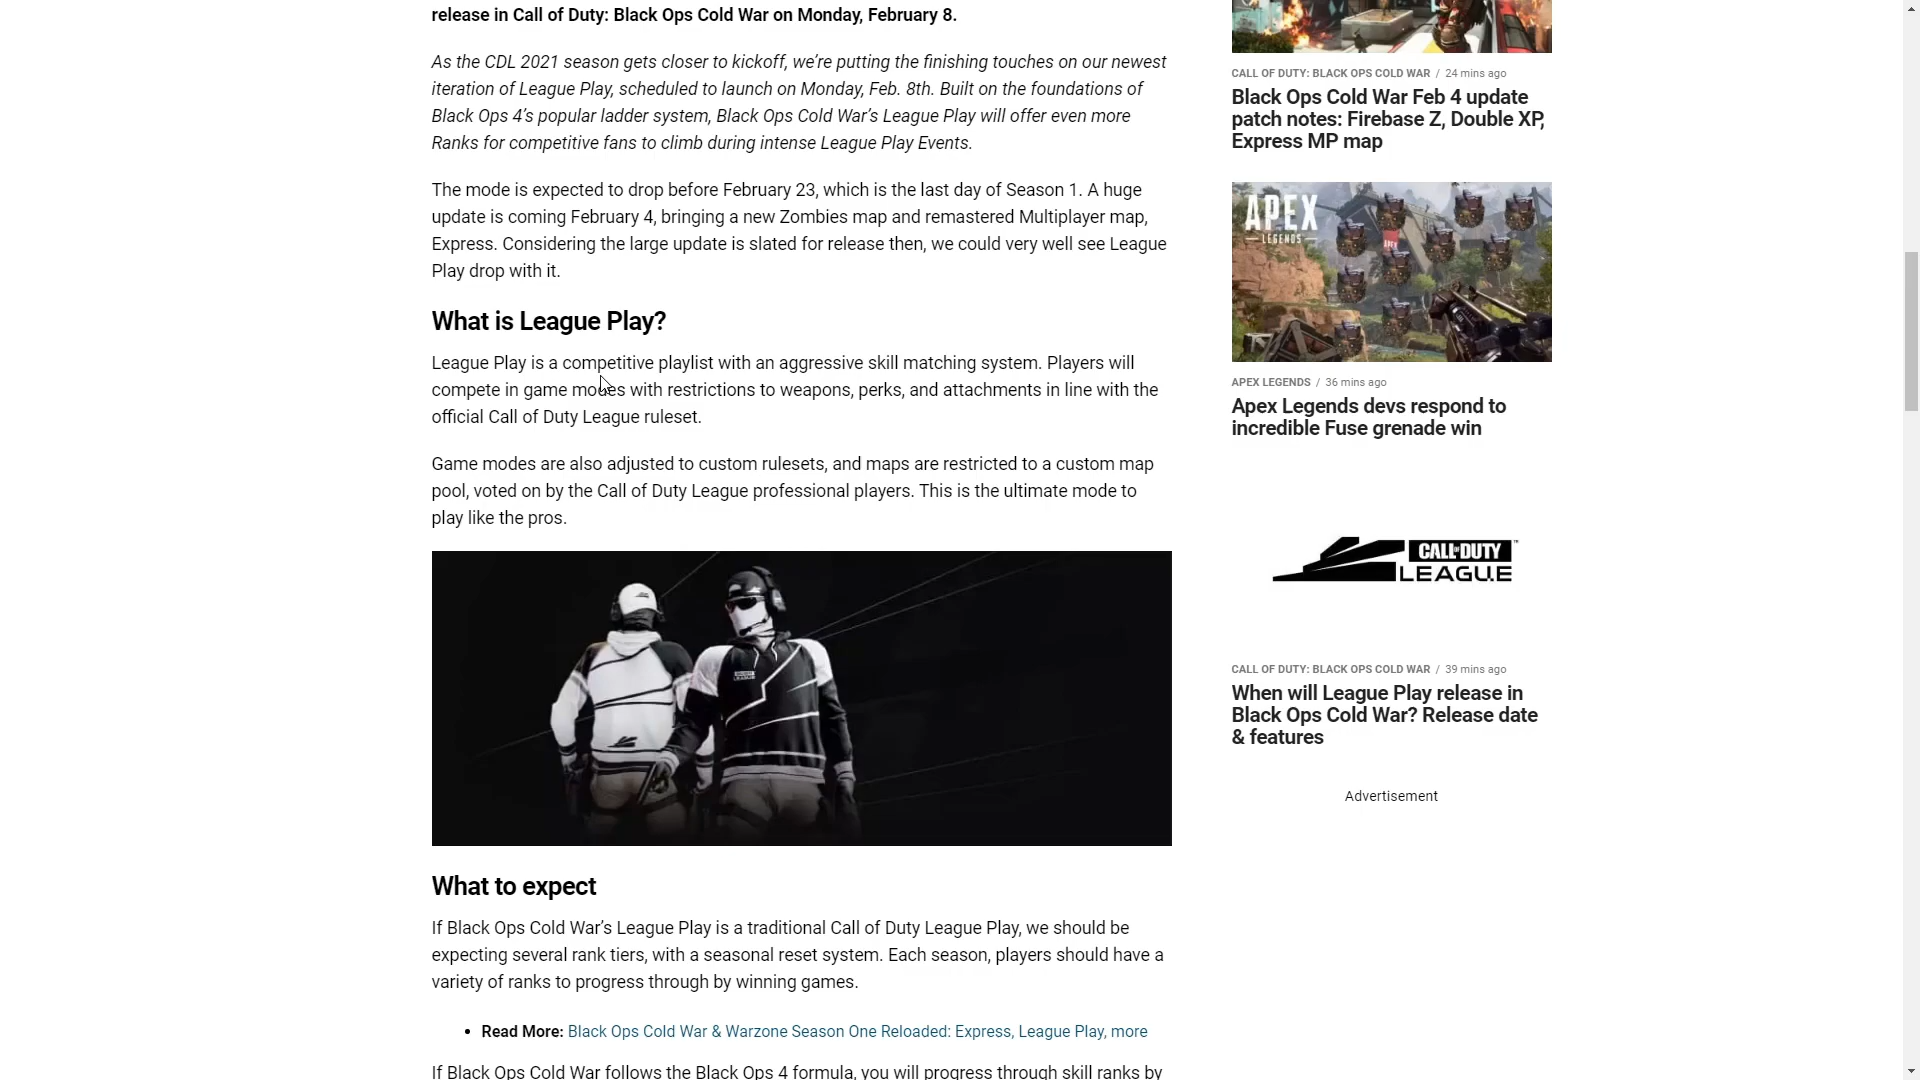 release in Call of Duty: Black Ops Cold War on Monday, February 8.
As the CDL 2021 season gets closer to kickoff, we’re putting the finishing touches on our newest
iteration of League Play, scheduled to launch on Monday, Feb. 8th. Built on the foundations of
Black Ops 4’s popular ladder system, Black Ops Cold War’s League Play will offer even more
Ranks for competitive fans to climb during intense League Play Events.
The mode is expected to drop before February 23, which is the last day of Season 1. A huge
update is coming February 4, bringing a new Zombies map and remastered Multiplayer map,
Express. Considering the large update is slated for release then, we could very well see League
Play drop with it.
What is League Play?
League Play is a competitive playlist with an aggressive skill matching system. Players will
compete in game modes with restrictions to weapons, perks, and attachments in line with the
official Call of Duty League ruleset.
Game modes are also adjusted to custom rulesets, and maps are restricted to a custom map
pool, voted on by the Call of Duty League professional players. This is the ultimate mode to
play like the pros.
What to expect
If Black Ops Cold War’s League Play is a traditional Call of Duty League Play, we should be
expecting several rank tiers, with a seasonal reset system. Each season, players should have a
variety of ranks to progress through by winning games.
• Read More: Black Ops Cold War & Warzone Season One Reloaded: Express, League Play, more
If Black Ops Cold War follows the Black Ops 4 formula, you will progress through skill ranks by
CALL OF DUTY: BLACK OPS COLD WAR / 24 mins ago
Black Ops Cold War Feb 4 update
patch notes: Firebase Z, Double XP,
Express MP map
APEX
LEGENDS
APEX LEGENDS / 36 mins ago
Apex Legends devs respond to
incredible Fuse grenade win
CALL OF DUTY
LEAGUE
™
CALL OF DUTY: BLACK OPS COLD WAR / 39 mins ago
When will League Play release in
Black Ops Cold War? Release date
& features
Advertisement